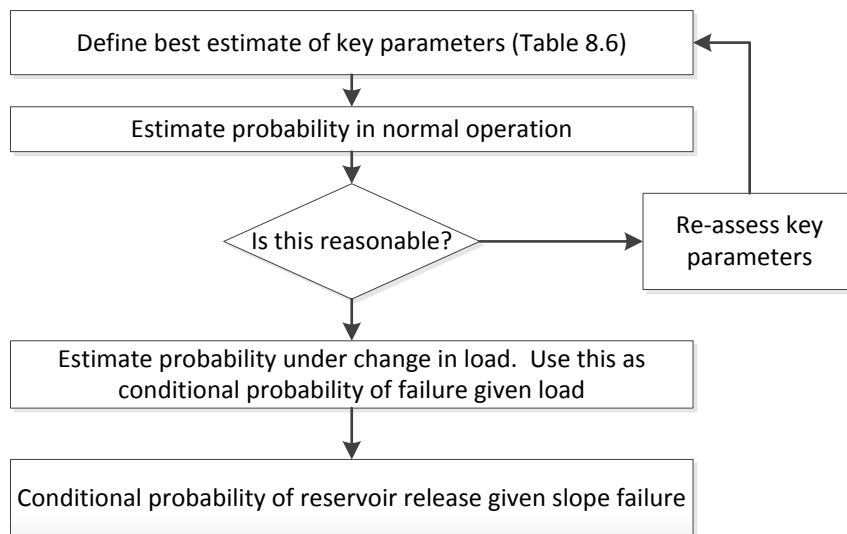 Define best estimate of key parameters (Table 8.6)
Estimate probability in normal operation
Is this reasonable?
Re-assess key
parameters
Estimate probability under change in load.  Use this as
conditional probability of failure given load
Conditional probability of reservoir release given slope failure